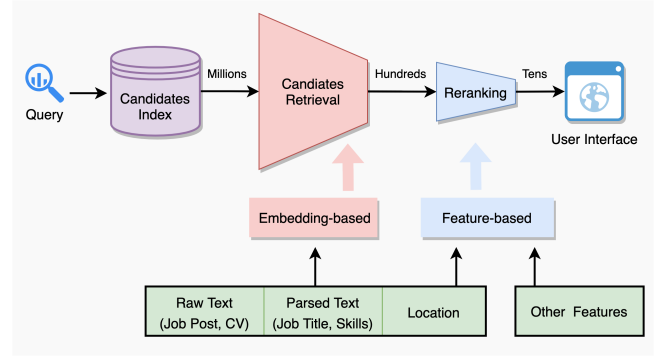 Query
Candidates
Index
Millions
Candiates
Retrieval
Hundreds
Reranking
Tens
User Interface
Embedding-based
Feature-based
Raw Text
(Job Post, CV)
Parsed Text
(Job Title, Skills)
Location
Other Features